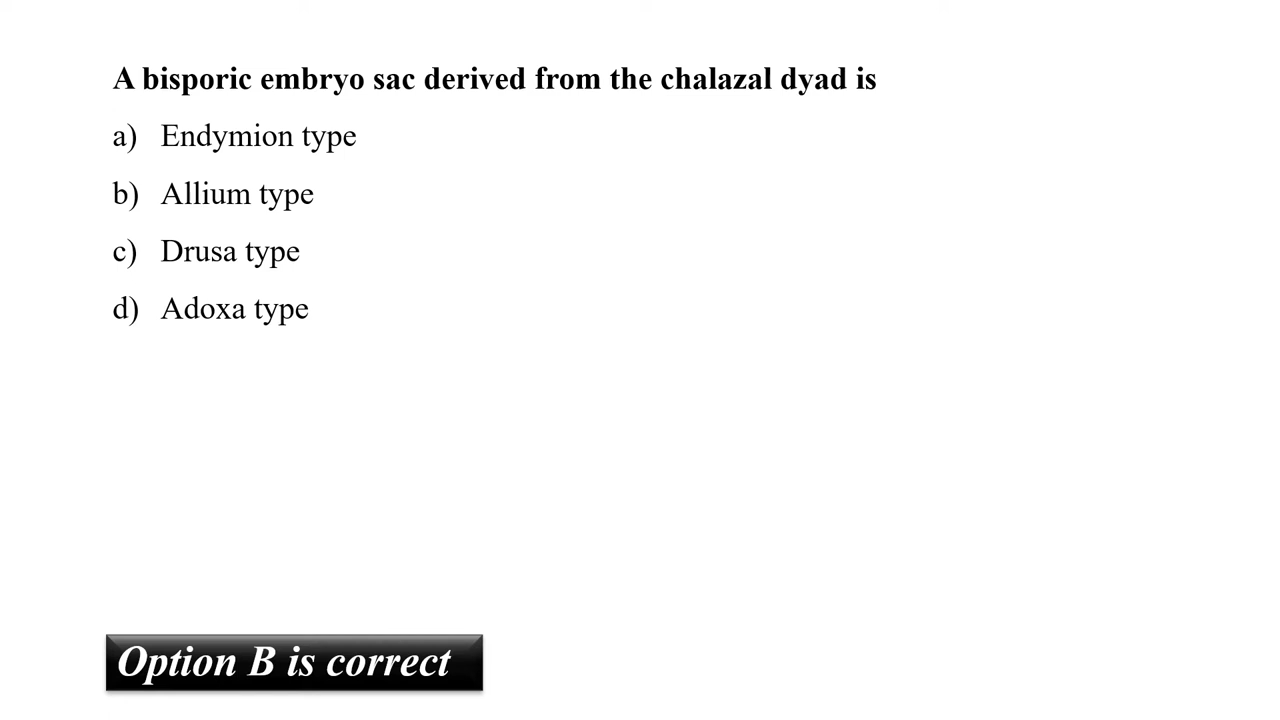 A bisporic embryo sac derived from the chalazal dyad is
a) Endymion type
b) Allium type
c) Drusa type
d) Adoxa type
Option B is correct